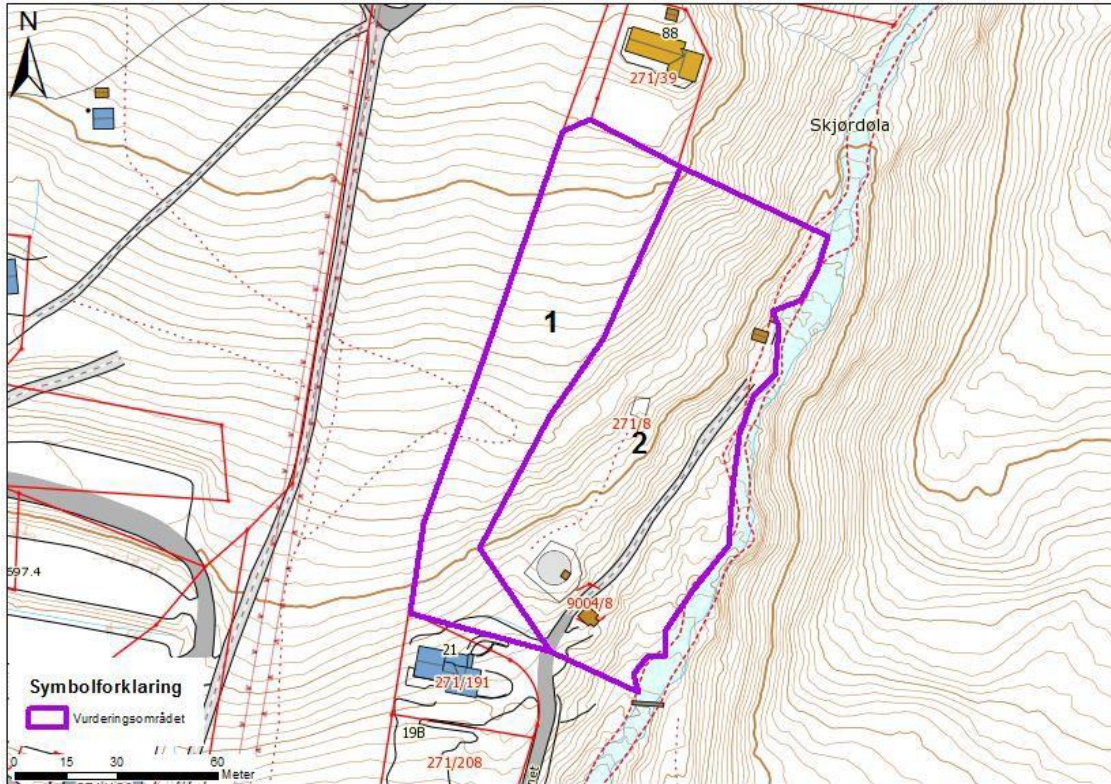 N
88
271/39
Skjørdøla
1
271/8
2
597.4
9004/8
21
271/191
Symbolforklaring
Vurderingsområdet
19B
271/208
0 15 30 60
Meter